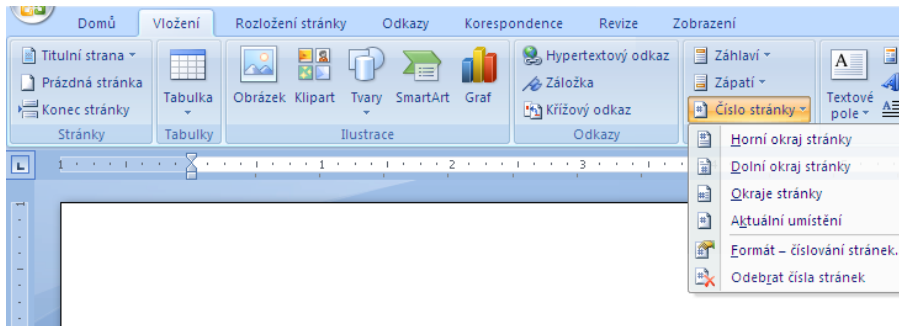 Domů Vložení Rozložení stránky Odkazy Korespondence Revize Zobrazení
Titulní strana
Prázdná stránka
Konec stránky
Stránky
Tabulka
Tabulky
Obrázek Klipart Tvary SmartArt Graf
Ilustrace
Hypertextový odkaz
Záložka
Křížový odkaz
Odkazy
Záhlaví
Zápatí
Číslo stránky
Textové
pole
Horní okraj stránky
Dolní okraj stránky
Okraje stránky
Aktuální umístění
Formát – číslování stránek.
Odebrat čísla stránek
1 1 2 3